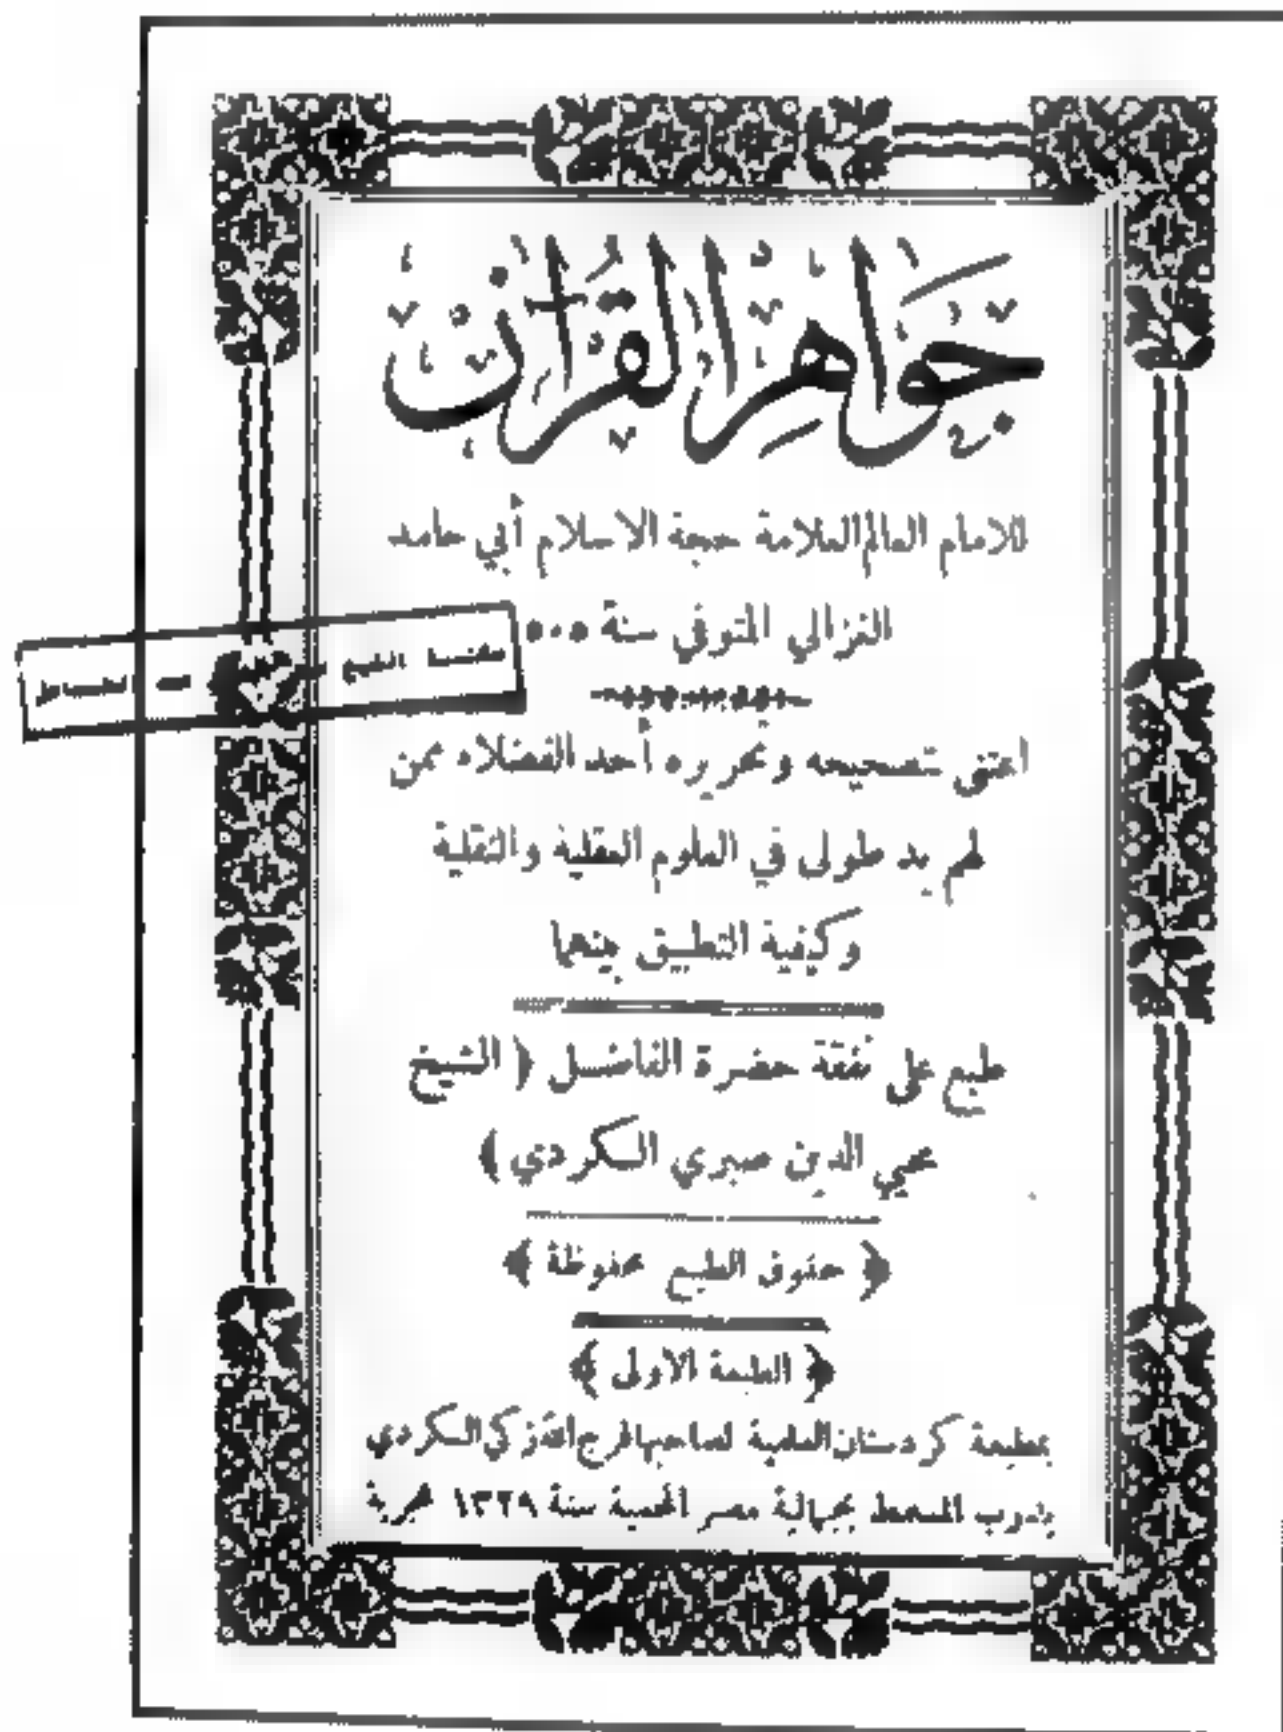 جَوَاهِرُ القُرْآن
للامام العالم العلامة حجة الاسلام أبي حامد
الغزالي المتوفى سنة ٥٠٥
اعتنى بتصحيحه وتحريره أحد الفضلاء ممن
لهم يد طولى في العلوم العقلية والنقلية
وكيفية التطبيق بينهما
طبع على نفقة حضرة الفاضل ﴿ الشيخ
محيي الدين صبري الكردي ﴾
﴿ حقوق الطبع محفوظة ﴾
﴿ الطبعة الاولى ﴾
بمطبعة كردستان العلمية لصاحبها فرج الله زكي الكردي
بدرب المسمط بجمالية مصر المحمية سنة ١٣٢٩ هجرية